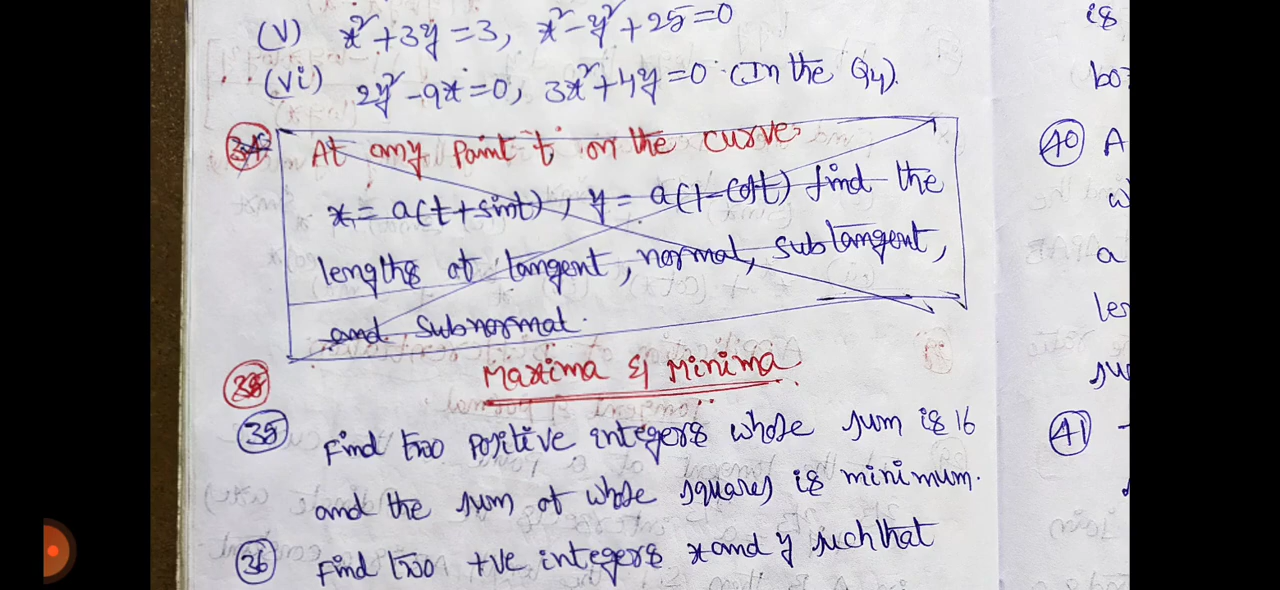 (V) x²+3y=3, x²-y²+25=0
(Vi) 2y²-9x=0, 3x²+4y=0 (In the Q4).
34 At any point t, on the curve
x = a(t+sint), y = a(1-cost) find the
lengths of tangent, normal, subtangent,
and subnormal.
Maxima & Minima
35 Find two positive integers whose sum is 16
and the sum of whose squares is minimum.
36 Find two +ve integers x and y such that
is
40 A
a
41